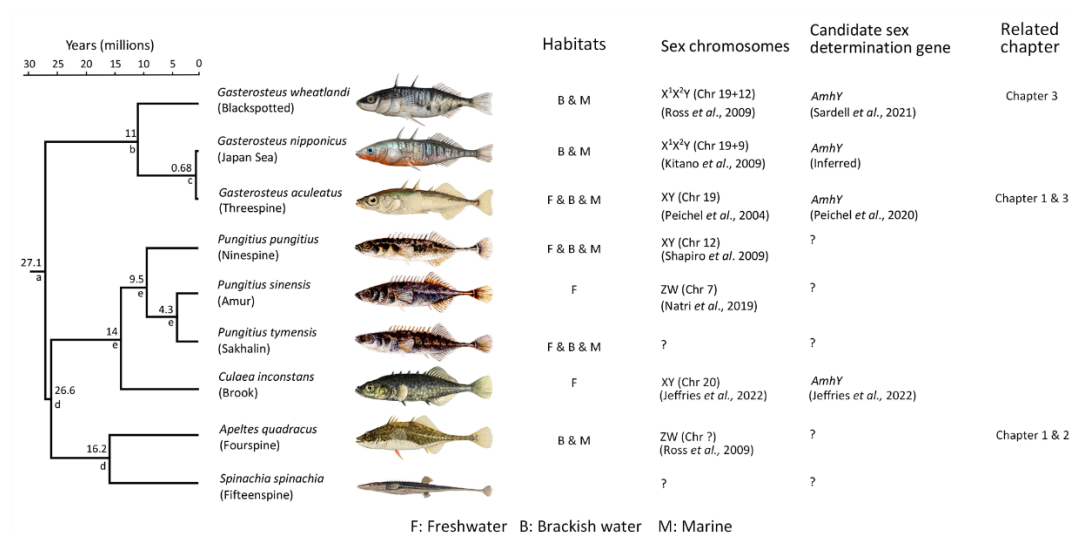 Years (millions)
30 25 20 15 10 5 0
Habitats
Sex chromosomes
Candidate sex
determination gene
Related
chapter
Gasterosteus wheatlandi
(Blackspotted)
B & M
X¹X²Y (Chr 19+12)
(Ross et al., 2009)
AmhY
(Sardell et al., 2021)
Chapter 3
11
b
Gasterosteus nipponicus
(Japan Sea)
B & M
X¹X²Y (Chr 19+9)
(Kitano et al., 2009)
AmhY
(Inferred)
0.68
c
Gasterosteus aculeatus
(Threespine)
F & B & M
XY (Chr 19)
(Peichel et al., 2004)
AmhY
(Peichel et al., 2020)
Chapter 1 & 3
27.1
a
Pungitius pungitius
(Ninespine)
F & B & M
XY (Chr 12)
(Shapiro et al. 2009)
?
9.5
e
Pungitius sinensis
(Amur)
F
ZW (Chr 7)
(Natri et al., 2019)
?
4.3
e
Pungitius tymensis
(Sakhalin)
F & B & M
?
?
14
e
Culaea inconstans
(Brook)
F
XY (Chr 20)
(Jeffries et al., 2022)
AmhY
(Jeffries et al., 2022)
26.6
d
Apeltes quadracus
(Fourspine)
B & M
ZW (Chr ?)
(Ross et al., 2009)
?
Chapter 1 & 2
16.2
d
Spinachia spinachia
(Fifteenspine)
?
?
F: Freshwater B: Brackish water M: Marine